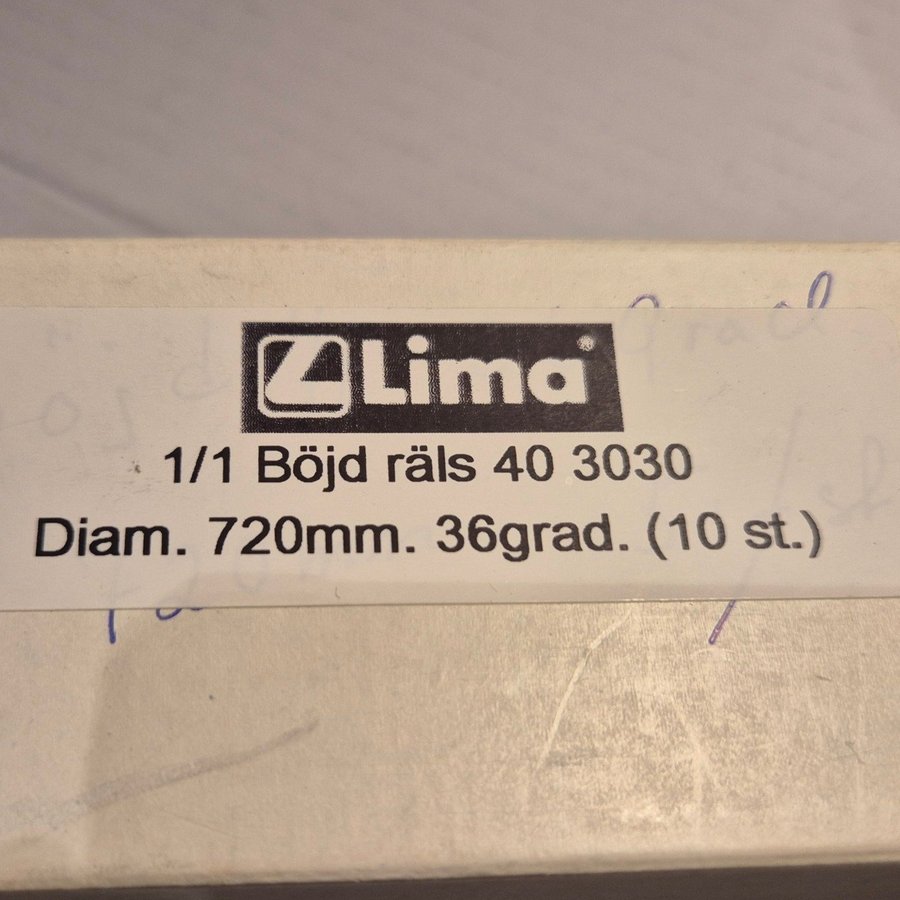 Lima®
1/1 Böjd räls 40 3030
Diam. 720mm. 36grad. (10 st.)